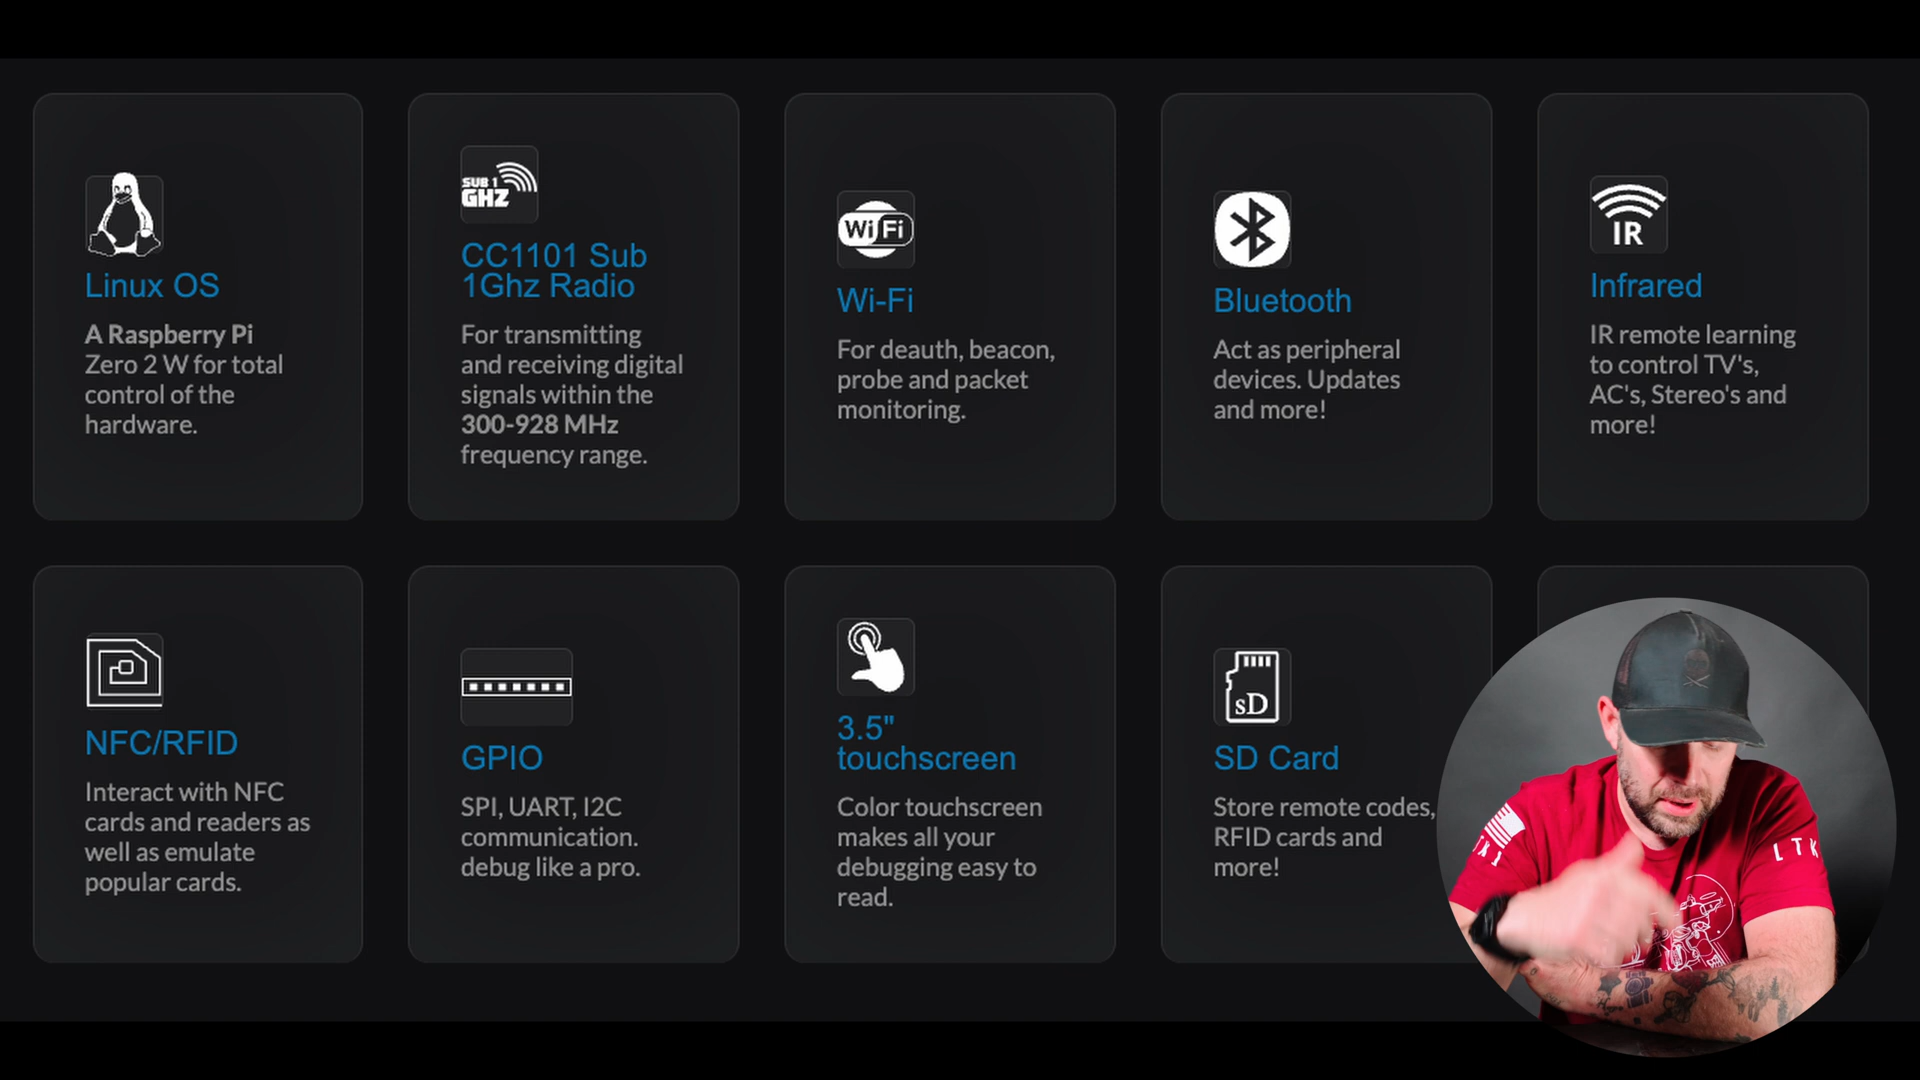 Linux OS
A Raspberry Pi
Zero 2 W for total
control of the
hardware.
SUB 1
GHZ
CC1101 Sub
1Ghz Radio
For transmitting
and receiving digital
signals within the
300-928 MHz
frequency range.
Wi Fi
Wi-Fi
For deauth, beacon,
probe and packet
monitoring.
Bluetooth
Act as peripheral
devices. Updates
and more!
IR
Infrared
IR remote learning
to control TV's,
AC's, Stereo's and
more!
NFC/RFID
Interact with NFC
cards and readers as
well as emulate
popular cards.
GPIO
SPI, UART, I2C
communication.
debug like a pro.
3.5"
touchscreen
Color touchscreen
makes all your
debugging easy to
read.
sD
SD Card
Store remote codes,
RFID cards and
more!
LTK